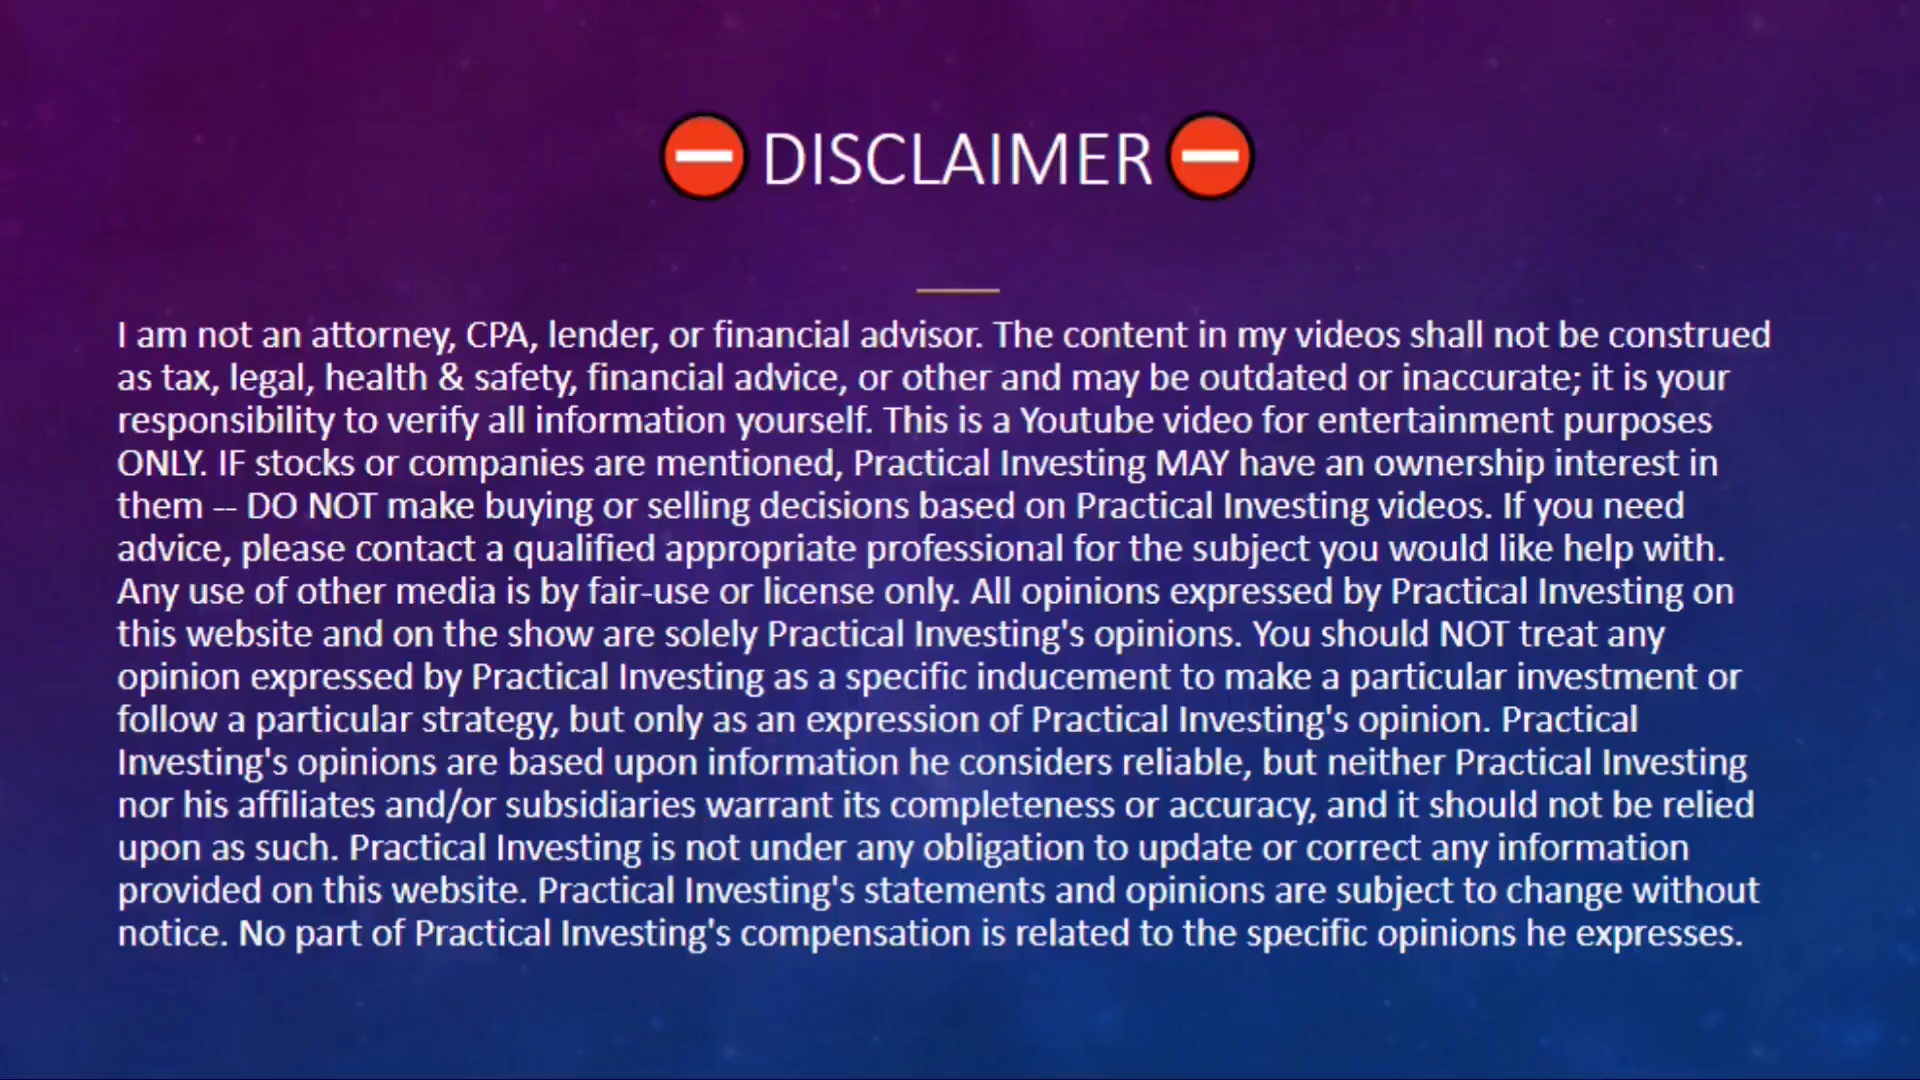 ⛔DISCLAIMER⛔
I am not an attorney, CPA, lender, or financial advisor. The content in my videos shall not be construed
as tax, legal, health & safety, financial advice, or other and may be outdated or inaccurate; it is your
responsibility to verify all information yourself. This is a Youtube video for entertainment purposes
ONLY. IF stocks or companies are mentioned, Practical Investing MAY have an ownership interest in
them -- DO NOT make buying or selling decisions based on Practical Investing videos. If you need
advice, please contact a qualified appropriate professional for the subject you would like help with.
Any use of other media is by fair-use or license only. All opinions expressed by Practical Investing on
this website and on the show are solely Practical Investing's opinions. You should NOT treat any
opinion expressed by Practical Investing as a specific inducement to make a particular investment or
follow a particular strategy, but only as an expression of Practical Investing's opinion. Practical
Investing's opinions are based upon information he considers reliable, but neither Practical Investing
nor his affiliates and/or subsidiaries warrant its completeness or accuracy, and it should not be relied
upon as such. Practical Investing is not under any obligation to update or correct any information
provided on this website. Practical Investing's statements and opinions are subject to change without
notice. No part of Practical Investing's compensation is related to the specific opinions he expresses.